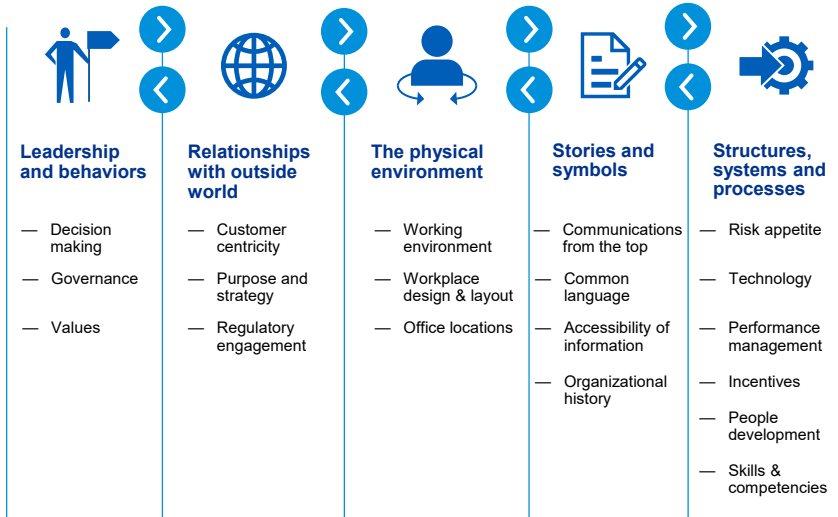 Leadership
and behaviors
— Decision
making
— Governance
— Values
Relationships
with outside
world
— Customer
centricity
— Purpose and
strategy
— Regulatory
engagement
The physical
environment
— Working
environment
— Workplace
design & layout
— Office locations
Stories and
symbols
— Communications
from the top
— Common
language
— Accessibility of
information
— Organizational
history
Structures,
systems and
processes
— Risk appetite
— Technology
— Performance
management
— Incentives
— People
development
— Skills &
competencies